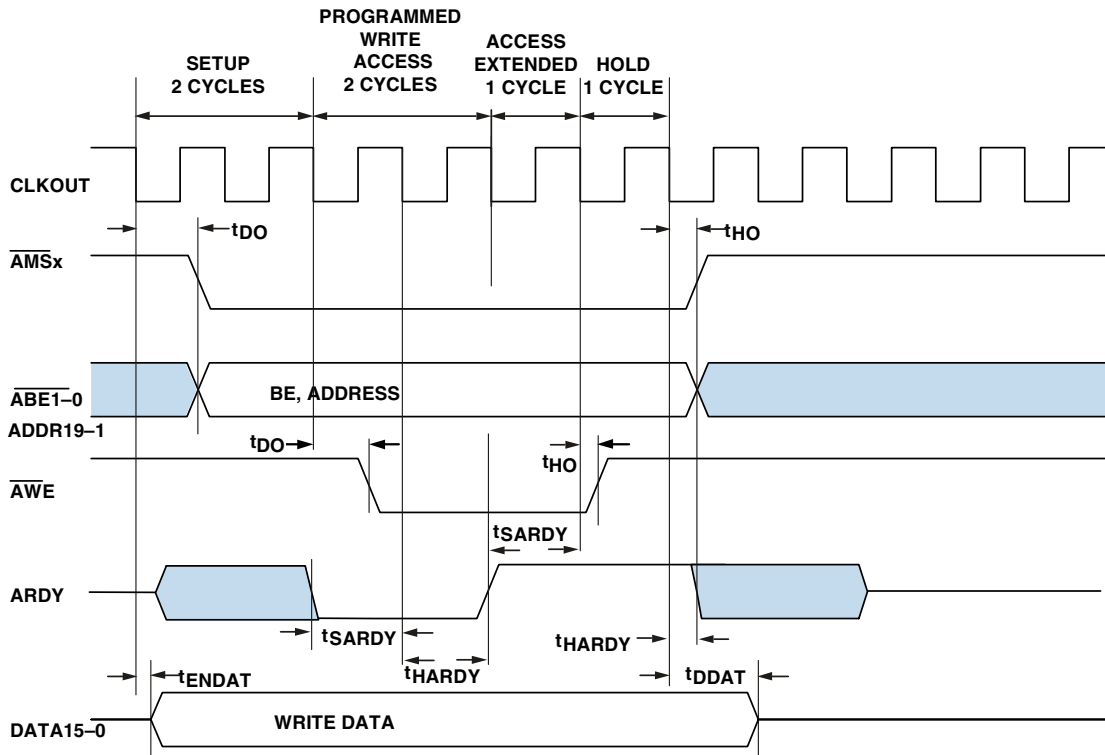 PROGRAMMED
WRITE
ACCESS
2 CYCLES
SETUP
2 CYCLES
ACCESS
EXTENDED
1 CYCLE
HOLD
1 CYCLE
CLKOUT
tDO
tHO
AMSx
BE, ADDRESS
ABE1–0
ADDR19–1
tDO
tHO
AWE
tSARDY
ARDY
tSARDY
tHARDY
tHARDY
tENDAT
tDDAT
DATA15–0
WRITE DATA